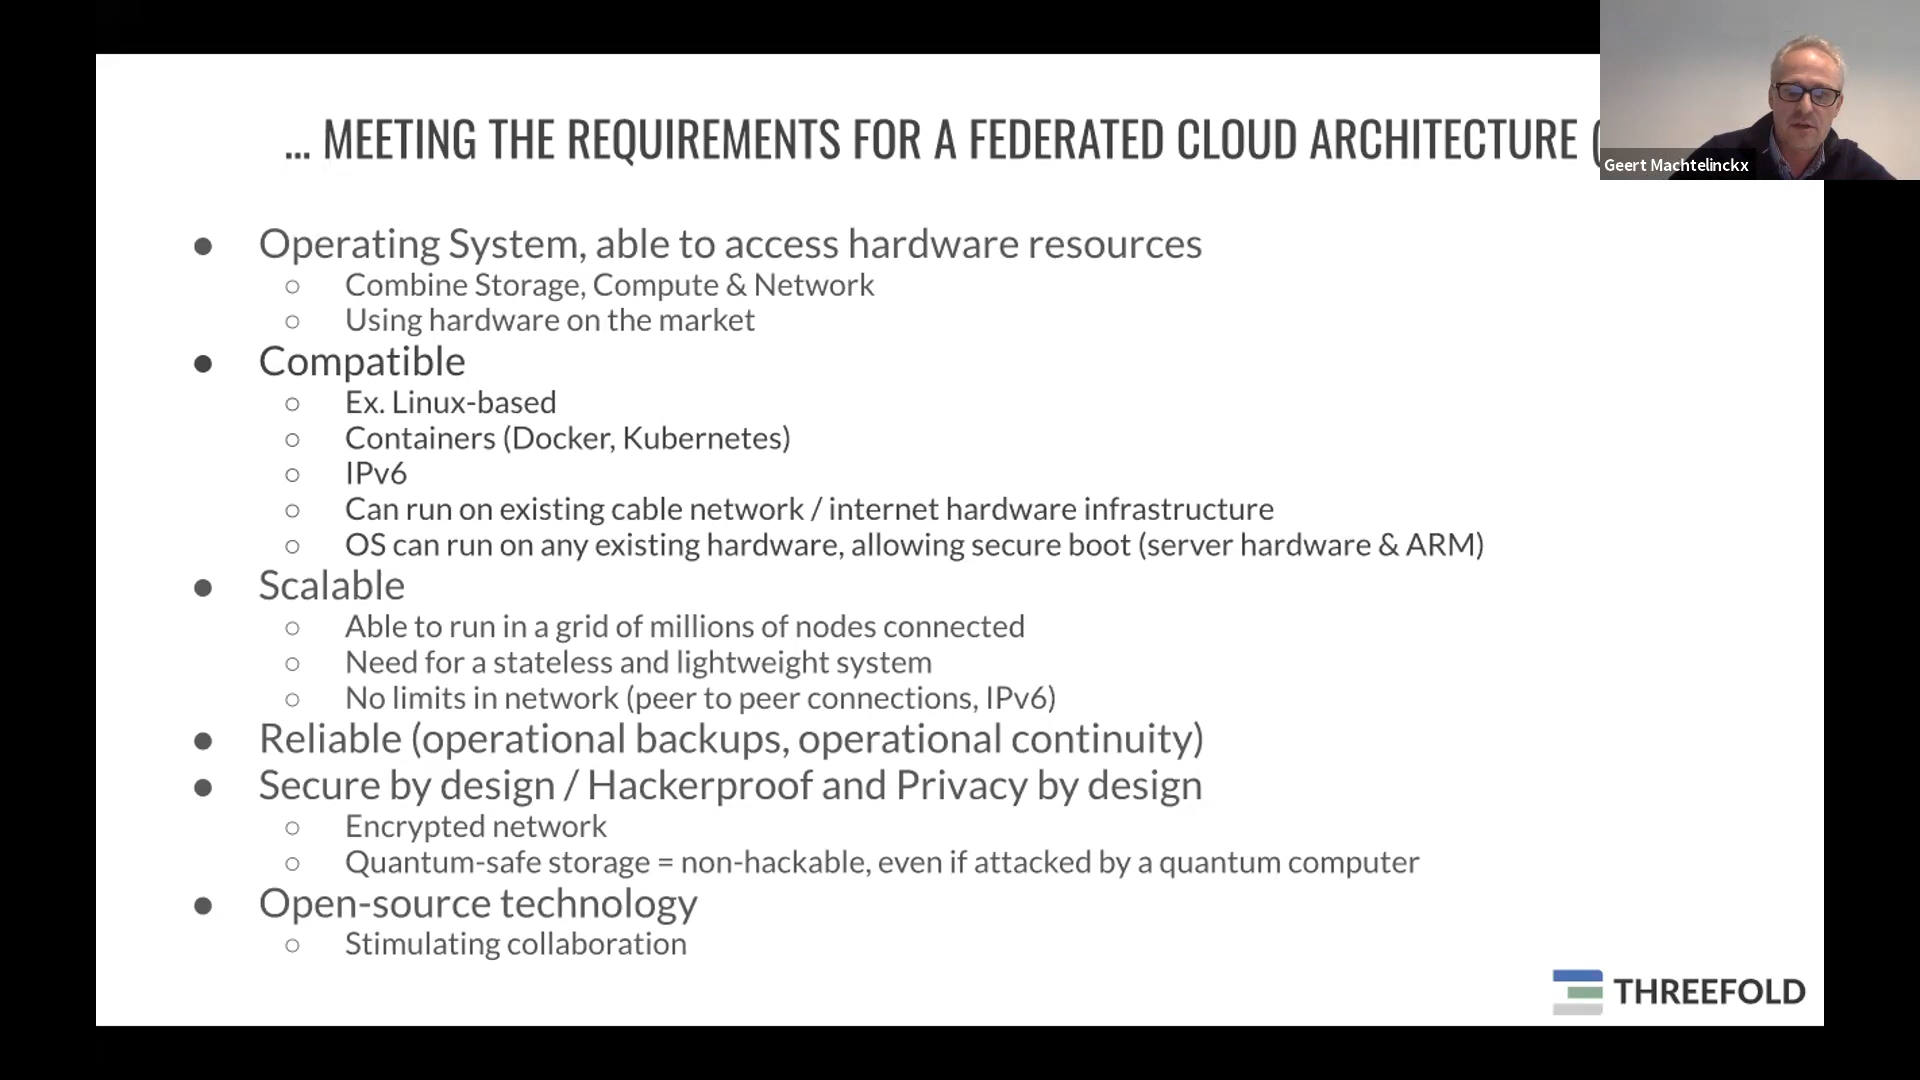 ... MEETING THE REQUIREMENTS FOR A FEDERATED CLOUD ARCHITECTURE (
Geert Machtelinckx
● Operating System, able to access hardware resources
○ Combine Storage, Compute & Network
○ Using hardware on the market
● Compatible
○ Ex. Linux-based
○ Containers (Docker, Kubernetes)
○ IPv6
○ Can run on existing cable network / internet hardware infrastructure
○ OS can run on any existing hardware, allowing secure boot (server hardware & ARM)
● Scalable
○ Able to run in a grid of millions of nodes connected
○ Need for a stateless and lightweight system
○ No limits in network (peer to peer connections, IPv6)
● Reliable (operational backups, operational continuity)
● Secure by design / Hackerproof and Privacy by design
○ Encrypted network
○ Quantum-safe storage = non-hackable, even if attacked by a quantum computer
● Open-source technology
○ Stimulating collaboration
THREEFOLD